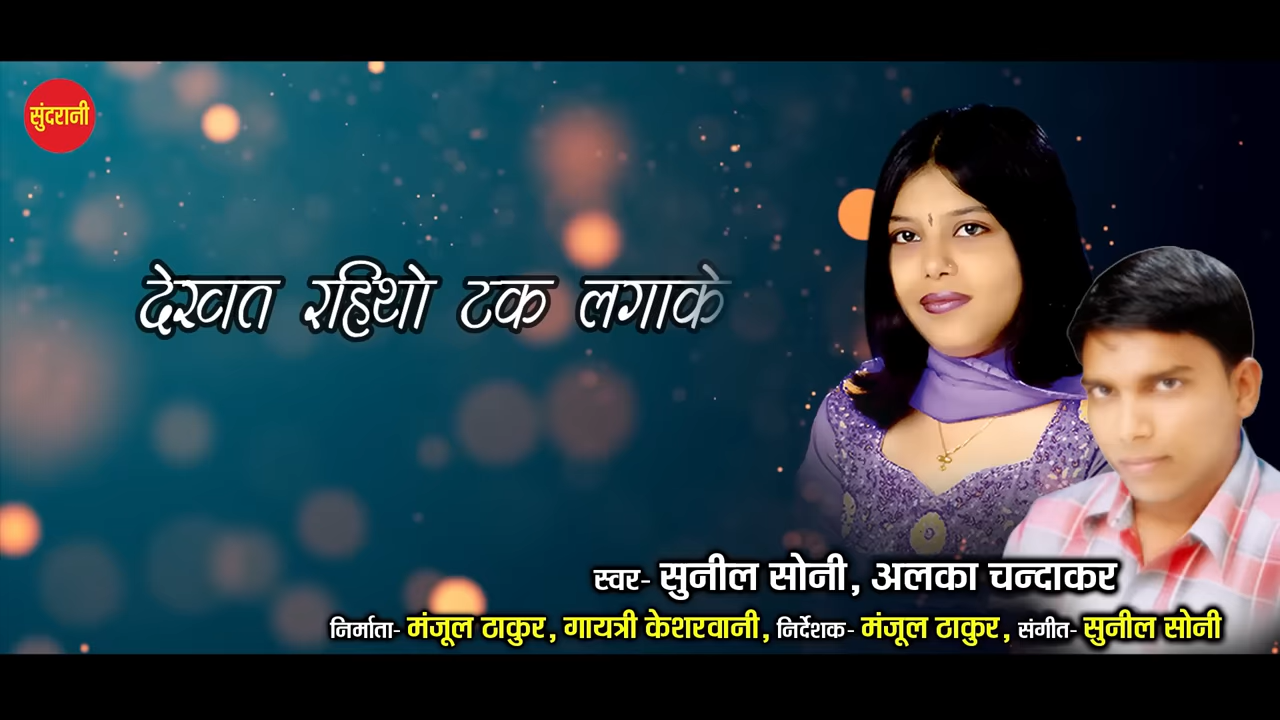 सुंदरानी
देखत रहिथो टक लगाके
स्वर- सुनील सोनी, अलका चन्दाकर
निर्माता- मंजूल ठाकुर, गायत्री केशरवानी, निर्देशक- मंजूल ठाकुर, संगीत- सुनील सोनी